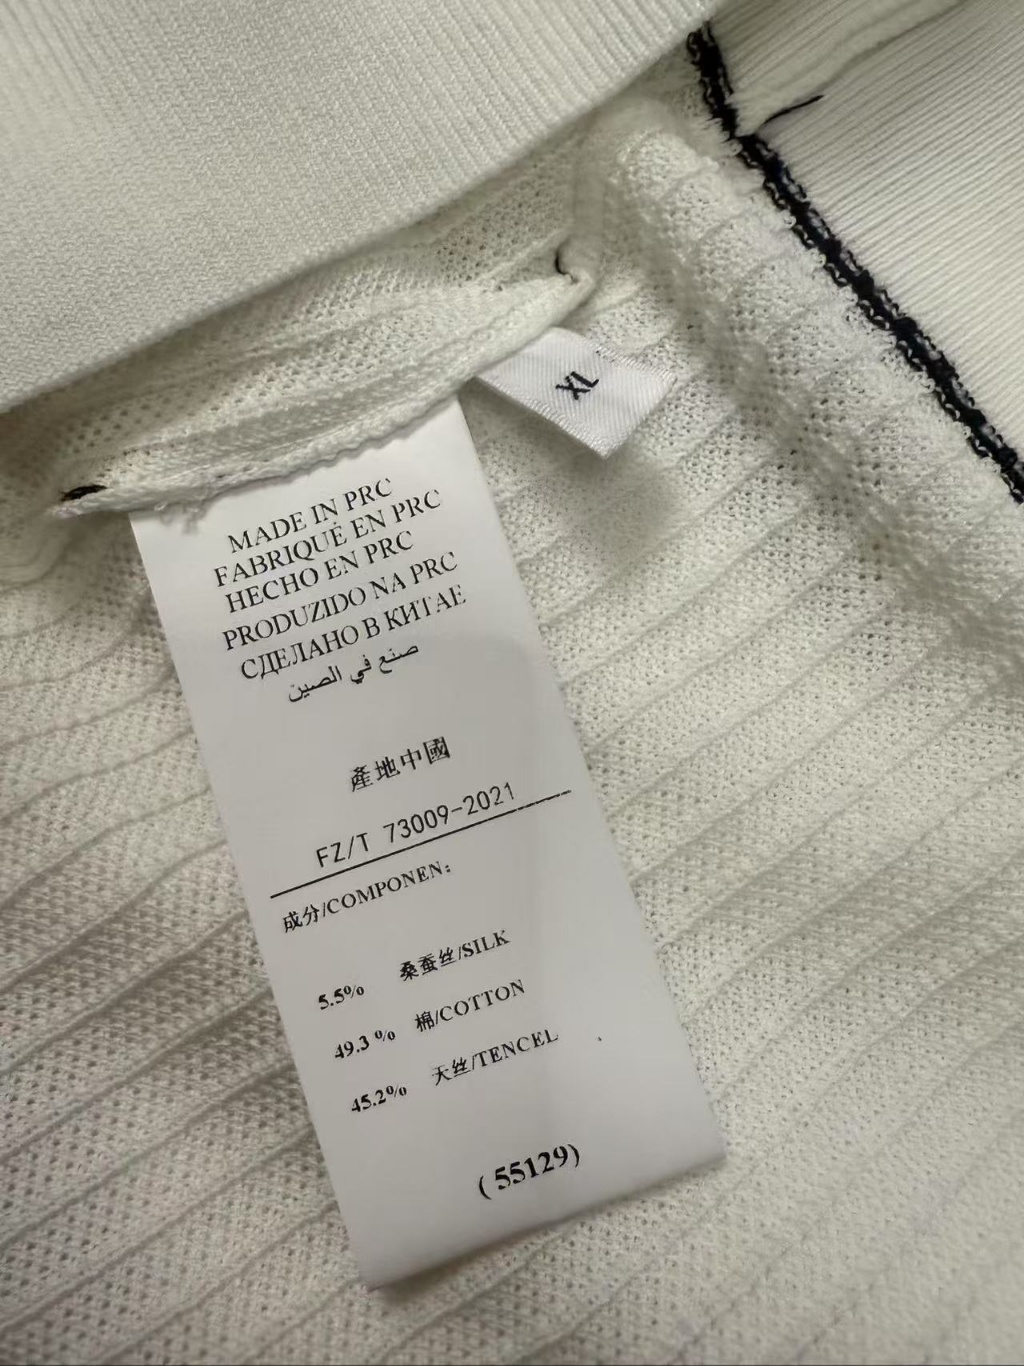 XL
MADE IN PRC
FABRIQUÉ EN PRC
HECHO EN PRC
PRODUZIDO NA PRC
СДЕЛАНО В КИТАЕ
صنع في الصين
產地中國
FZ/T 73009-2021
成分/COMPONEN:
5.5% 桑蚕丝/SILK
49.3 % 棉/COTTON
45.2% 天丝/TENCEL
( 55129)